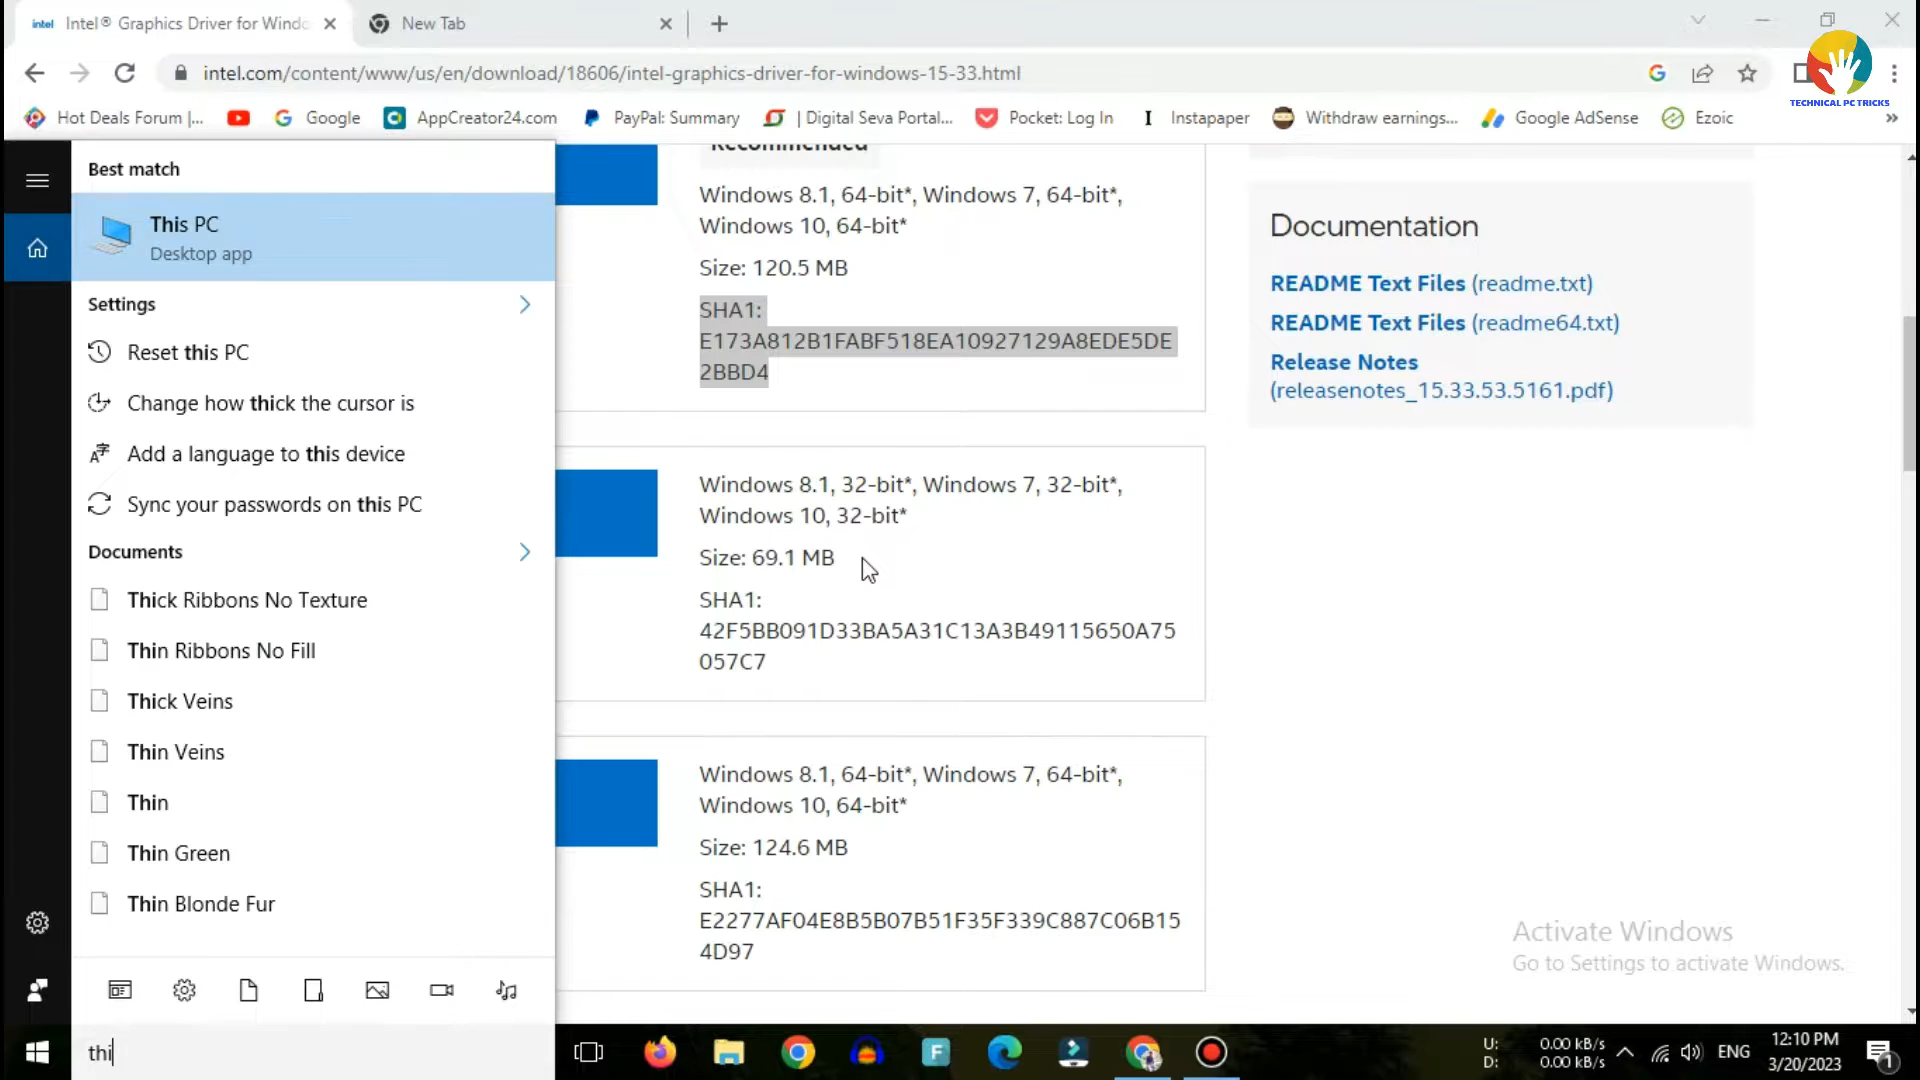 intel Intel® Graphics Driver for Windo
New Tab
intel.com/content/www/us/en/download/18606/intel-graphics-driver-for-windows-15-33.html
TECHNICAL PC TRICKS
Hot Deals Forum |...
Google
AppCreator24.com
PayPal: Summary
| Digital Seva Portal...
Pocket: Log In
Instapaper
Withdraw earnings...
Google AdSense
Ezoic
»
Best match
This PC
Desktop app
Settings
Reset this PC
Change how thick the cursor is
Add a language to this device
Sync your passwords on this PC
Documents
Thick Ribbons No Texture
Thin Ribbons No Fill
Thick Veins
Thin Veins
Thin
Thin Green
Thin Blonde Fur
thi
Recommended
Windows 8.1, 64-bit*, Windows 7, 64-bit*,
Windows 10, 64-bit*
Size: 120.5 MB
SHA1:
E173A812B1FABF518EA10927129A8EDE5DE
2BBD4
Windows 8.1, 32-bit*, Windows 7, 32-bit*,
Windows 10, 32-bit*
Size: 69.1 MB
SHA1:
42F5BB091D33BA5A31C13A3B49115650A75
057C7
Windows 8.1, 64-bit*, Windows 7, 64-bit*,
Windows 10, 64-bit*
Size: 124.6 MB
SHA1:
E2277AF04E8B5B07B51F35F339C887C06B15
4D97
Documentation
README Text Files (readme.txt)
README Text Files (readme64.txt)
Release Notes
(releasenotes_15.33.53.5161.pdf)
Activate Windows
Go to Settings to activate Windows.
F
U: 0.00 kB/s
D: 0.00 kB/s
ENG
12:10 PM
3/20/2023
1